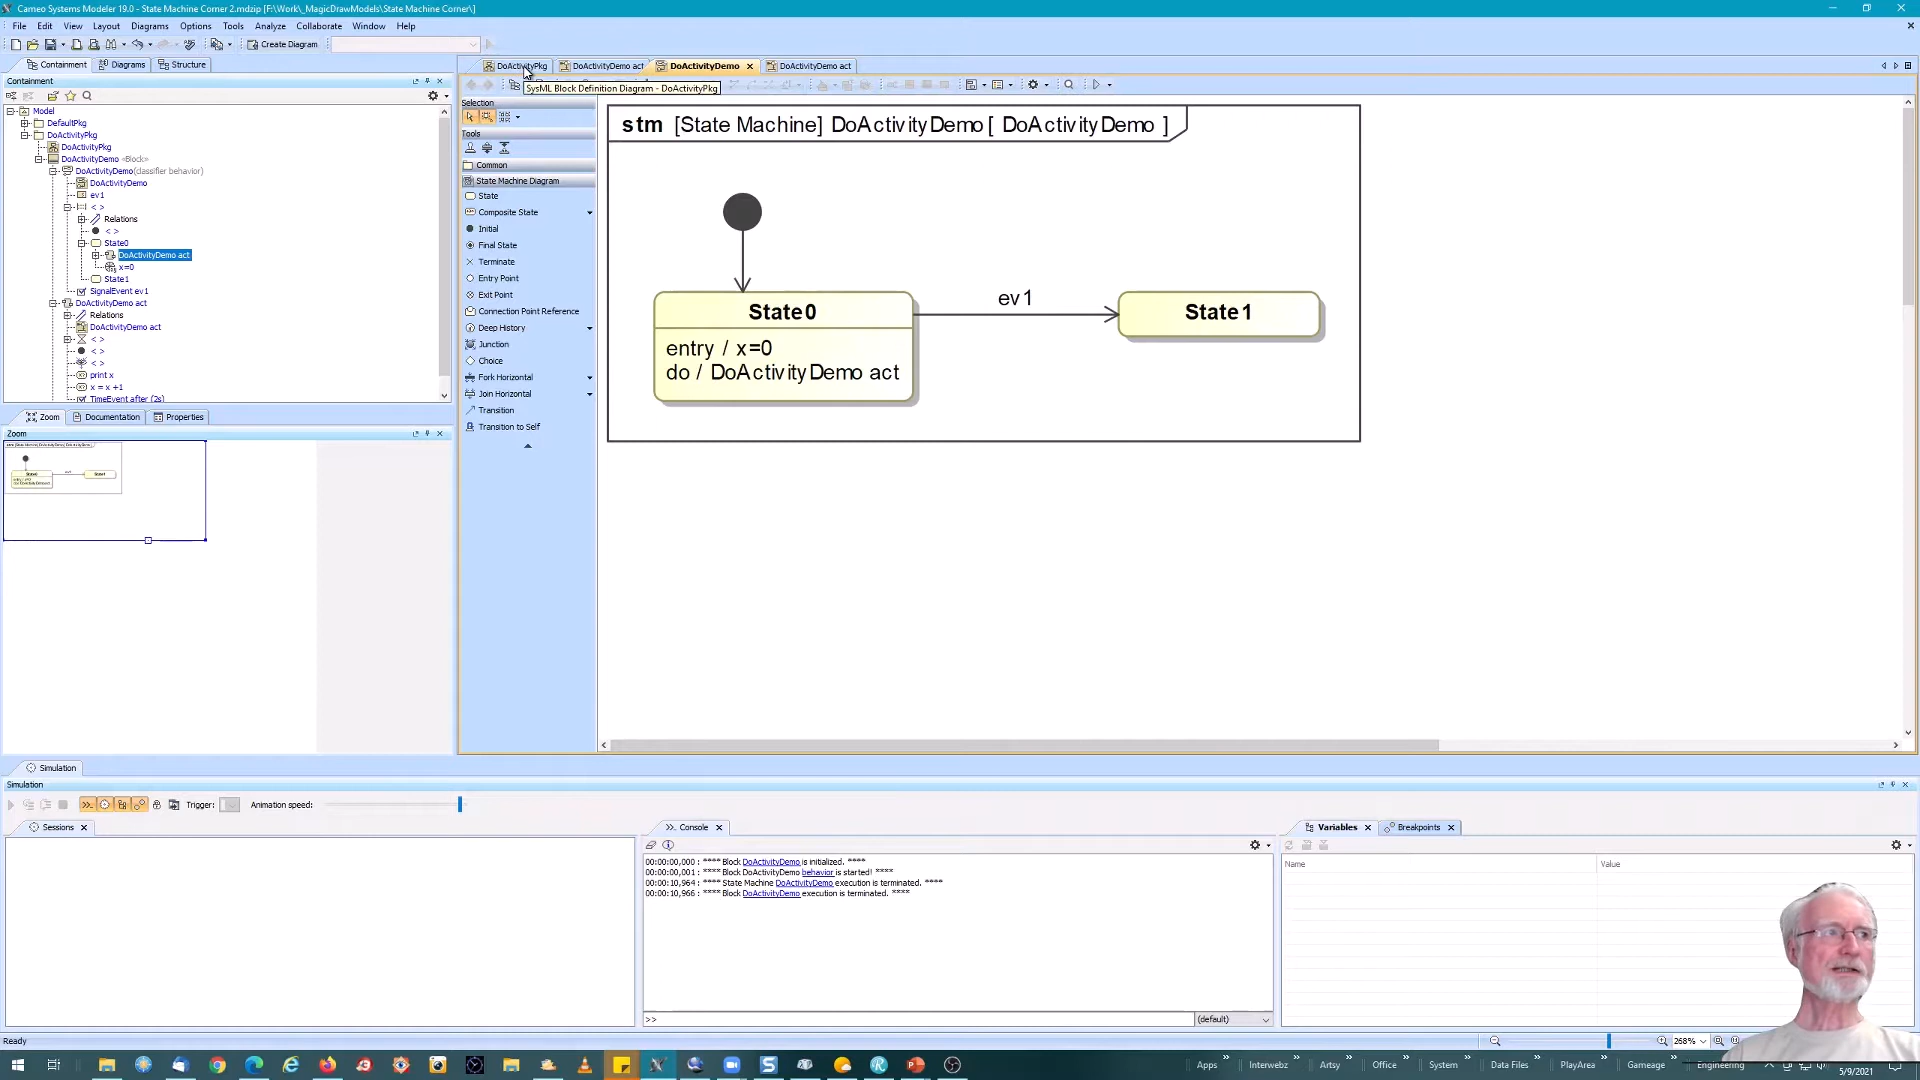 Cameo Systems Modeler 19.0 - State Machine Corner 2.mdzip [F:\Work\_MagicDrawModels\State Machine Corner\]
File Edit View Layout Diagrams Options Tools Analyze Collaborate Window Help
Create Diagram
Containment Diagrams Structure
DoActivityPkg DoActivityDemo act DoActivityDemo DoActivityDemo act
Containment
SysML Block Definition Diagram - DoActivityPkg
Model
DefaultPkg
DoActivityPkg
DoActivityPkg
DoActivityDemo <Block>
DoActivityDemo(classifier behavior)
DoActivityDemo
ev1
< >
Relations
< >
State0
DoActivityDemo act
x=0
State1
SignalEvent ev1
DoActivityDemo act
Relations
DoActivityDemo act
< >
< >
< >
print x
x = x +1
TimeEvent after (2s)
Selection
Tools
Common
State Machine Diagram
State
Composite State
Initial
Final State
Terminate
Entry Point
Exit Point
Connection Point Reference
Deep History
Junction
Choice
Fork Horizontal
Join Horizontal
Transition
Transition to Self
stm [State Machine] DoActivityDemo[ DoActivityDemo ]
State0
entry / x=0
do / DoActivityDemo act
ev1
State1
Zoom Documentation Properties
Zoom
Simulation
Simulation
Trigger: Animation speed:
Sessions
Console
Variables Breakpoints
Name Value
00:00:00,000 : **** Block DoActivityDemo is initialized. ****
00:00:00,001 : **** Block DoActivityDemo behavior is started! ****
00:00:10,964 : **** State Machine DoActivityDemo execution is terminated. ****
00:00:10,966 : **** Block DoActivityDemo execution is terminated. ****
>>
(default)
Ready
268%
Apps Interwebz Artsy Office System Data Files PlayArea Gameage Engineering
5/9/2021